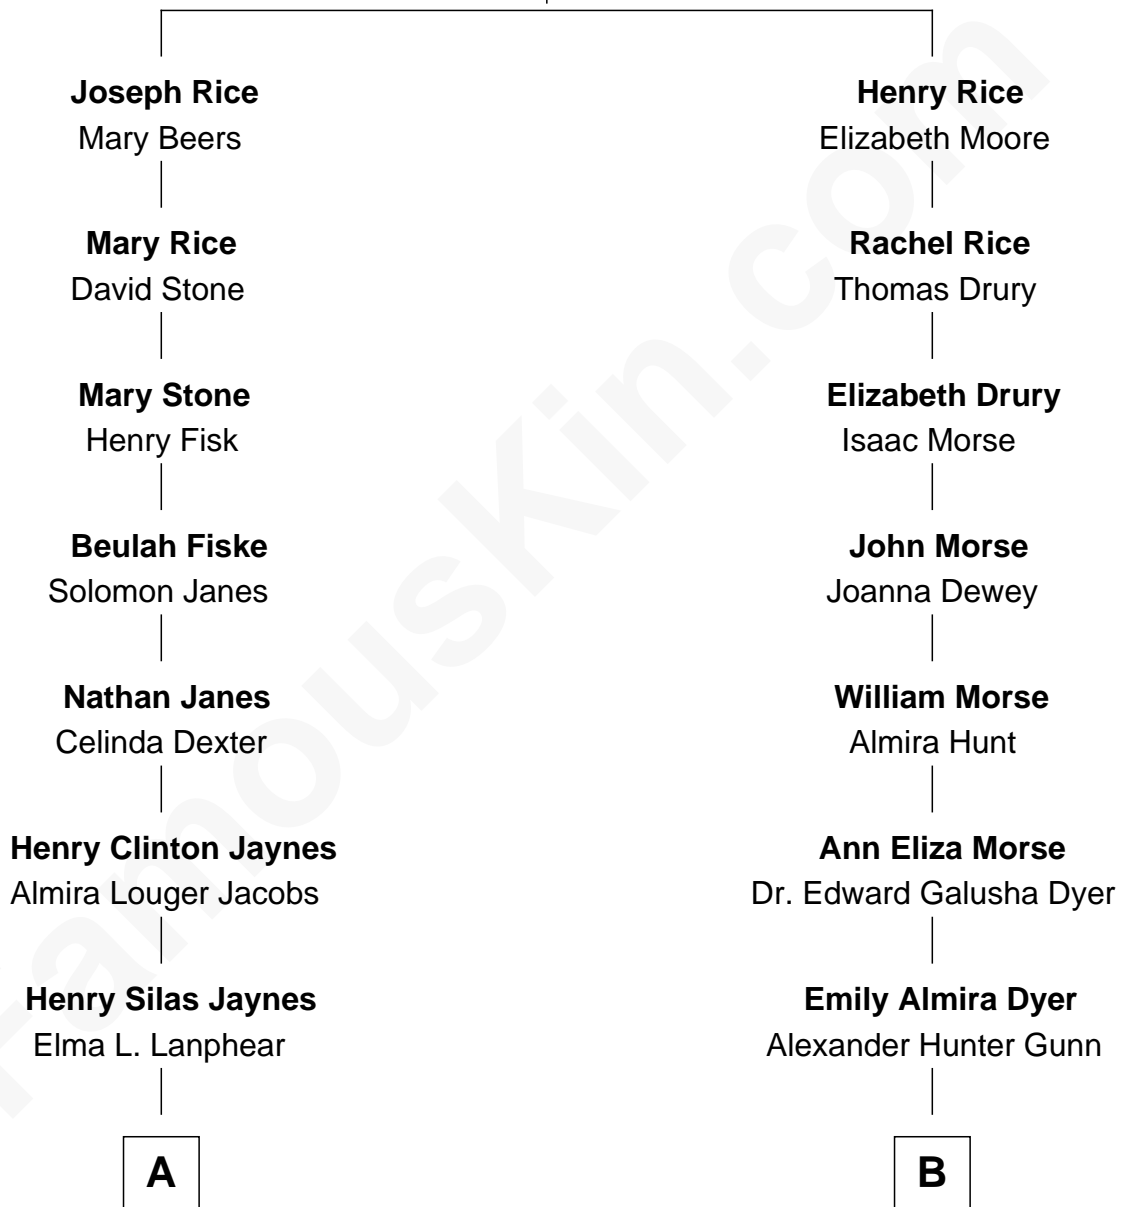 Joseph Rice
Mary Beers
Henry Rice
Elizabeth Moore
Mary Rice
David Stone
Rachel Rice
Thomas Drury
Mary Stone
Henry Fisk
Elizabeth Drury
Isaac Morse
Beulah Fiske
Solomon Janes
John Morse
Joanna Dewey
Nathan Janes
Celinda Dexter
William Morse
Almira Hunt
Henry Clinton Jaynes
Almira Louger Jacobs
Ann Eliza Morse
Dr. Edward Galusha Dyer
Henry Silas Jaynes
Elma L. Lanphear
Emily Almira Dyer
Alexander Hunter Gunn
A
B
FamousKin.com